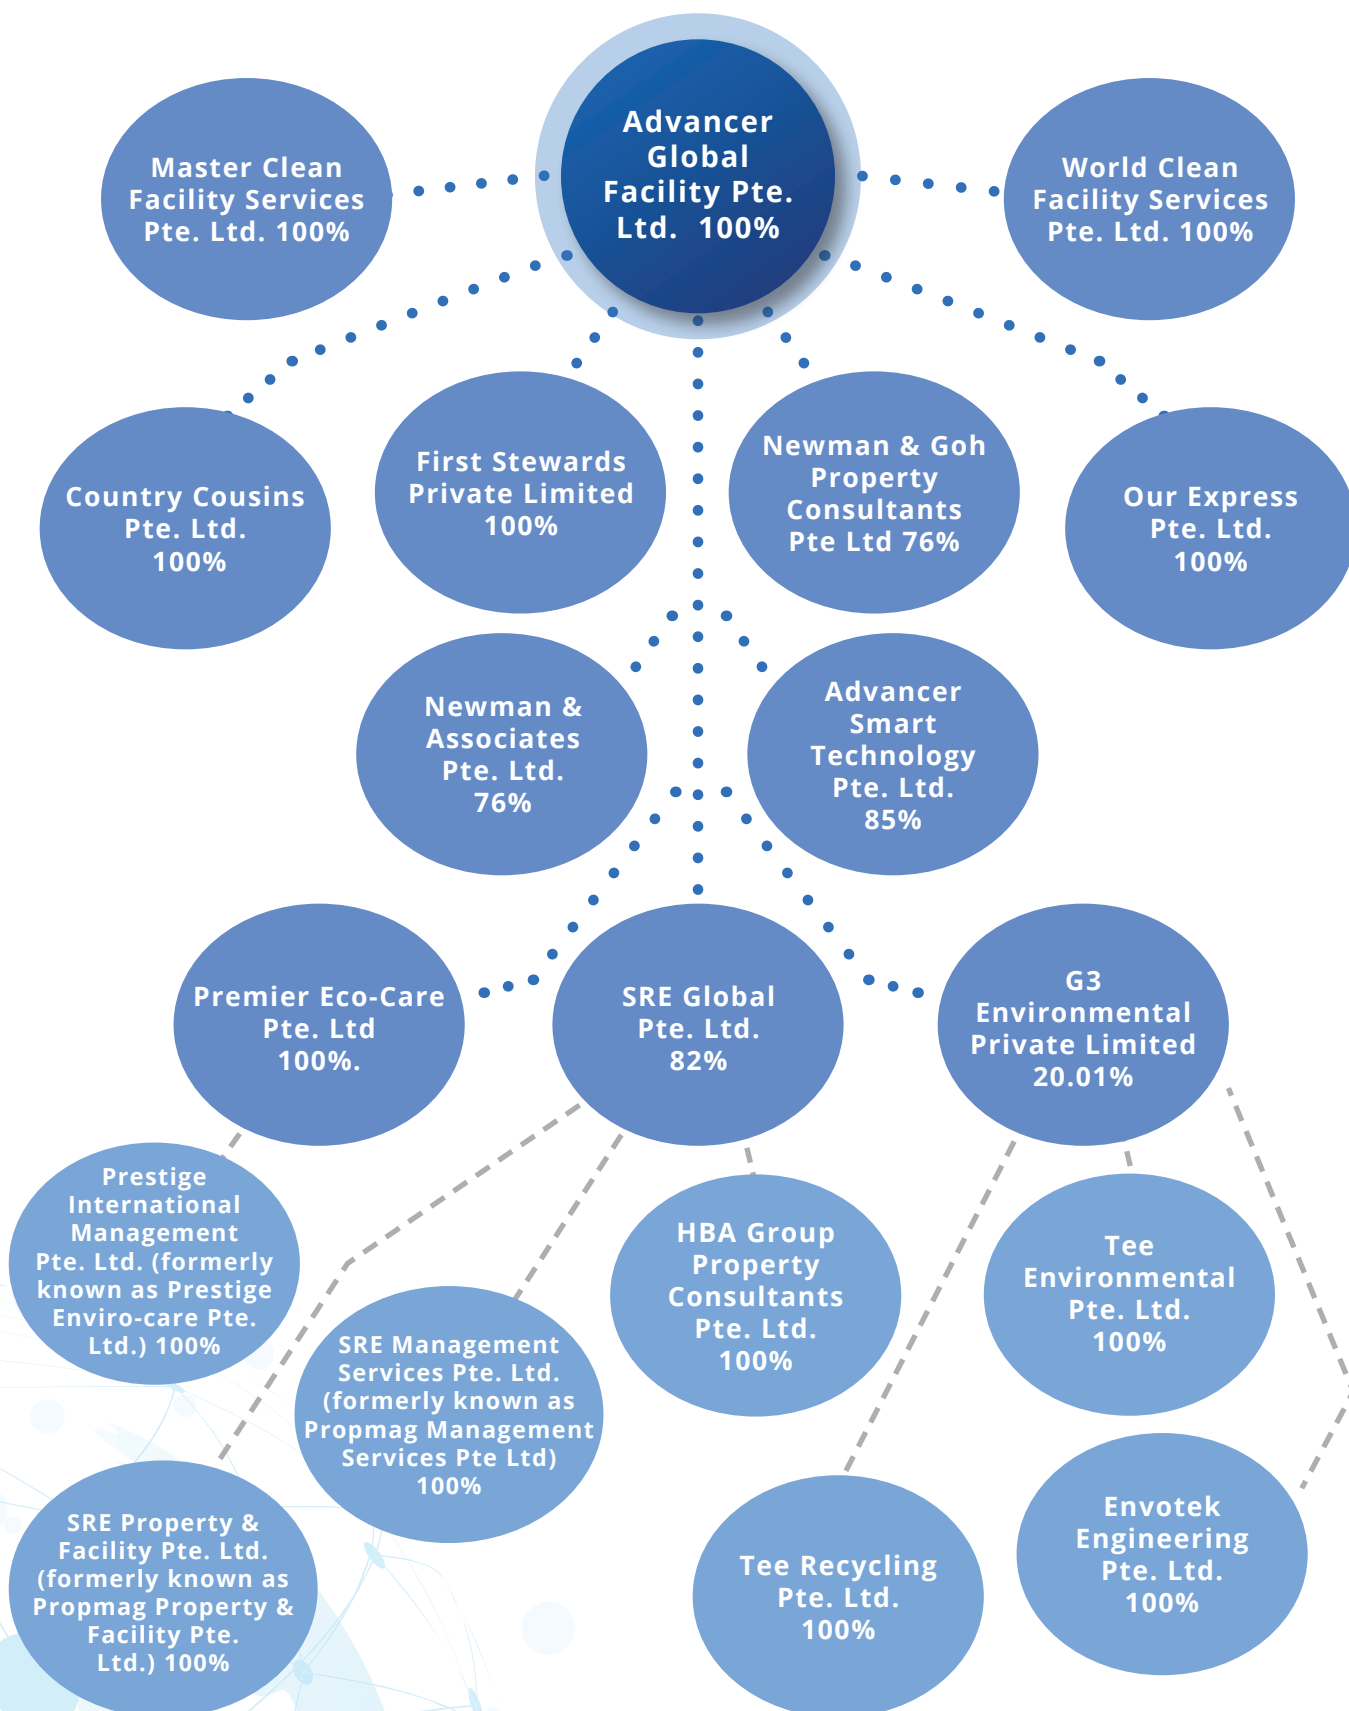 Advancer
Global
Facility Pte.
Ltd. 100%
Master Clean
Facility Services
Pte. Ltd. 100%
World Clean
Facility Services
Pte. Ltd. 100%
Country Cousins
Pte. Ltd.
100%
First Stewards
Private Limited
100%
Newman & Goh
Property
Consultants
Pte Ltd 76%
Our Express
Pte. Ltd.
100%
Newman &
Associates
Pte. Ltd.
76%
Advancer
Smart
Technology
Pte. Ltd.
85%
Premier Eco-Care
Pte. Ltd
100%.
SRE Global
Pte. Ltd.
82%
G3
Environmental
Private Limited
20.01%
Prestige
International
Management
Pte. Ltd. (formerly
known as Prestige
Enviro-care Pte.
Ltd.) 100%
SRE Management
Services Pte. Ltd.
(formerly known as
Propmag Management
Services Pte Ltd)
100%
HBA Group
Property
Consultants
Pte. Ltd.
100%
Tee
Environmental
Pte. Ltd.
100%
SRE Property &
Facility Pte. Ltd.
(formerly known as
Propmag Property &
Facility Pte.
Ltd.) 100%
Tee Recycling
Pte. Ltd.
100%
Envotek
Engineering
Pte. Ltd.
100%